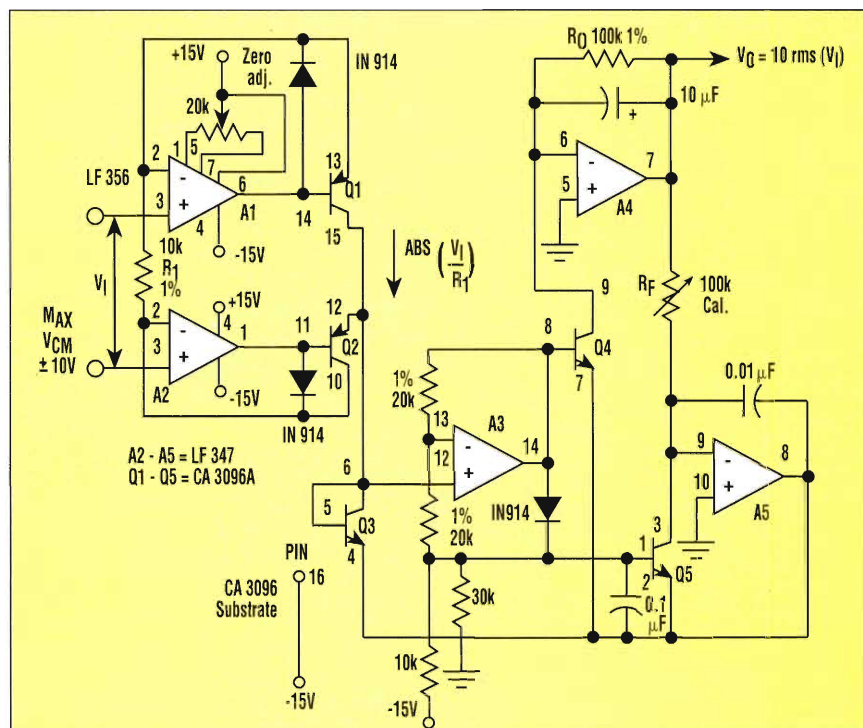 +15V
Zero
adj.
IN 914
20k
1
5
7
2
-
+
3
4
6
A1
LF 356
-15V
14
13
Q1
15
10k
R1
1%
VI
MAX
VCM
± 10V
ABS (VI/R1)
+15V
4
2
-
3
+
1
A2
-15V
11
12
Q2
10
IN 914
A2 - A5 = LF 347
Q1 - Q5 = CA 3096A
6
5
Q3
4
PIN
16
CA 3096
Substrate
-15V
1%
20k
13
12
-
+
A3
14
1%
20k
IN914
30k
10k
-15V
8
Q4
7
9
RO 100k 1%
VO = 10 rms (VI)
10 µF
+
6
-
5
+
7
A4
RF
100k
Cal.
0.01 µF
9
-
10
+
8
A5
3
1
Q5
2
0.1
µF